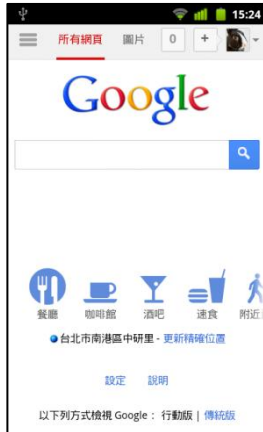 15:24
所有網頁 圖片 0 +
Google
餐廳 咖啡館 酒吧 速食 附近
台北市南港區中研里 - 更新精確位置
設定 說明
以下列方式檢視 Google： 行動版 | 傳統版